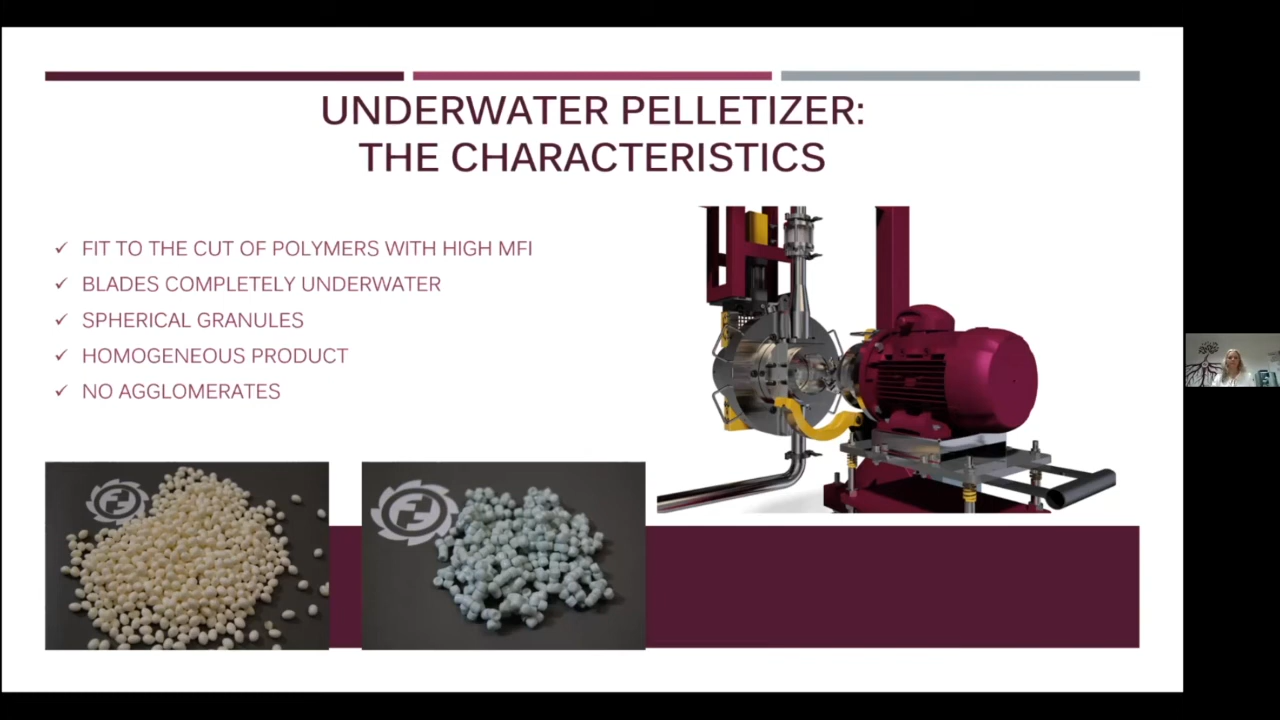 UNDERWATER PELLETIZER:
THE CHARACTERISTICS
✓ FIT TO THE CUT OF POLYMERS WITH HIGH MFI
✓ BLADES COMPLETELY UNDERWATER
✓ SPHERICAL GRANULES
✓ HOMOGENEOUS PRODUCT
✓ NO AGGLOMERATES